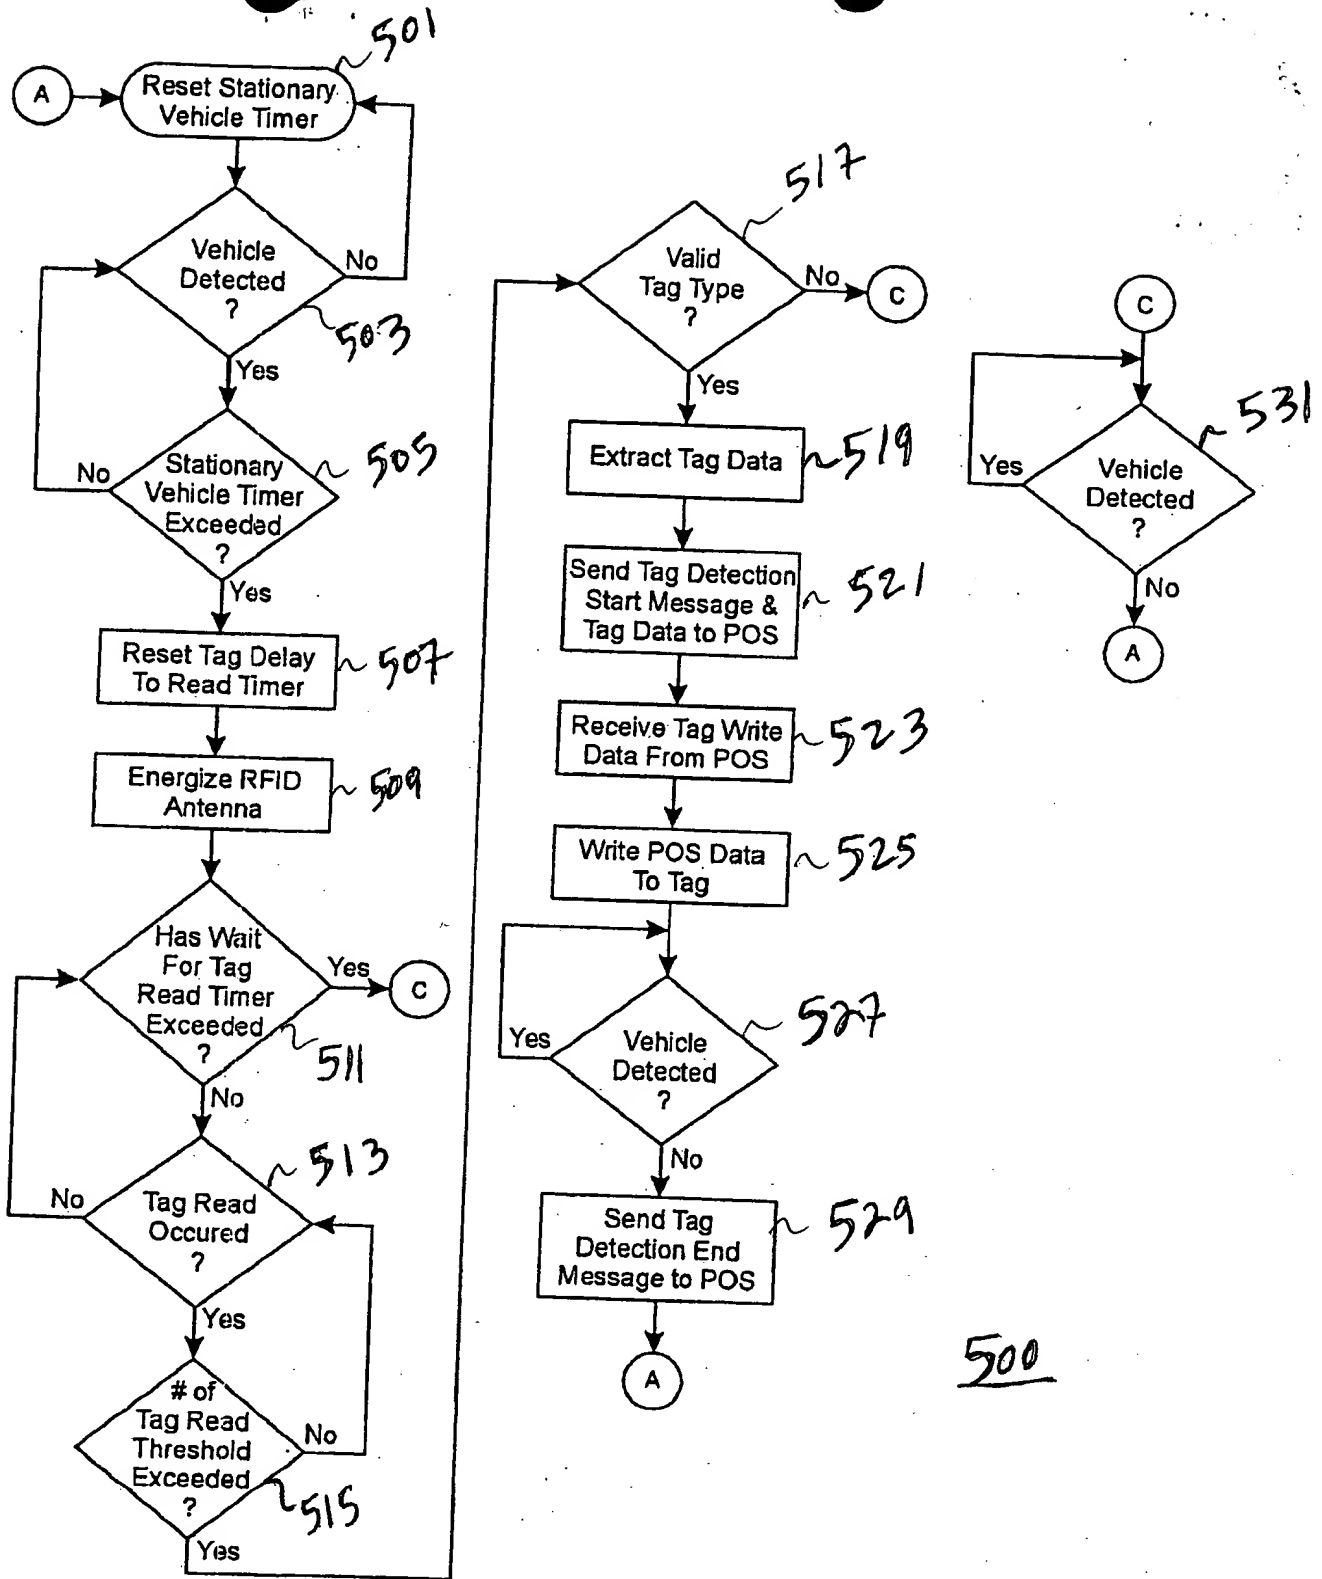 501
A
Reset Stationary
Vehicle Timer
Vehicle
Detected
?
No
503
Yes
Stationary
Vehicle Timer
Exceeded
?
No
505
Yes
Reset Tag Delay
To Read Timer
507
Energize RFID
Antenna
509
Has Wait
For Tag
Read Timer
Exceeded
?
Yes
C
511
No
Tag Read
Occured
?
513
No
Yes
# of
Tag Read
Threshold
Exceeded
?
No
515
Yes
517
Valid
Tag Type
?
No
C
Yes
Extract Tag Data
519
Send Tag Detection
Start Message &
Tag Data to POS
521
Receive Tag Write
Data From POS
523
Write POS Data
To Tag
525
Vehicle
Detected
?
Yes
527
No
Send Tag
Detection End
Message to POS
529
A
C
531
Yes
Vehicle
Detected
?
No
A
500